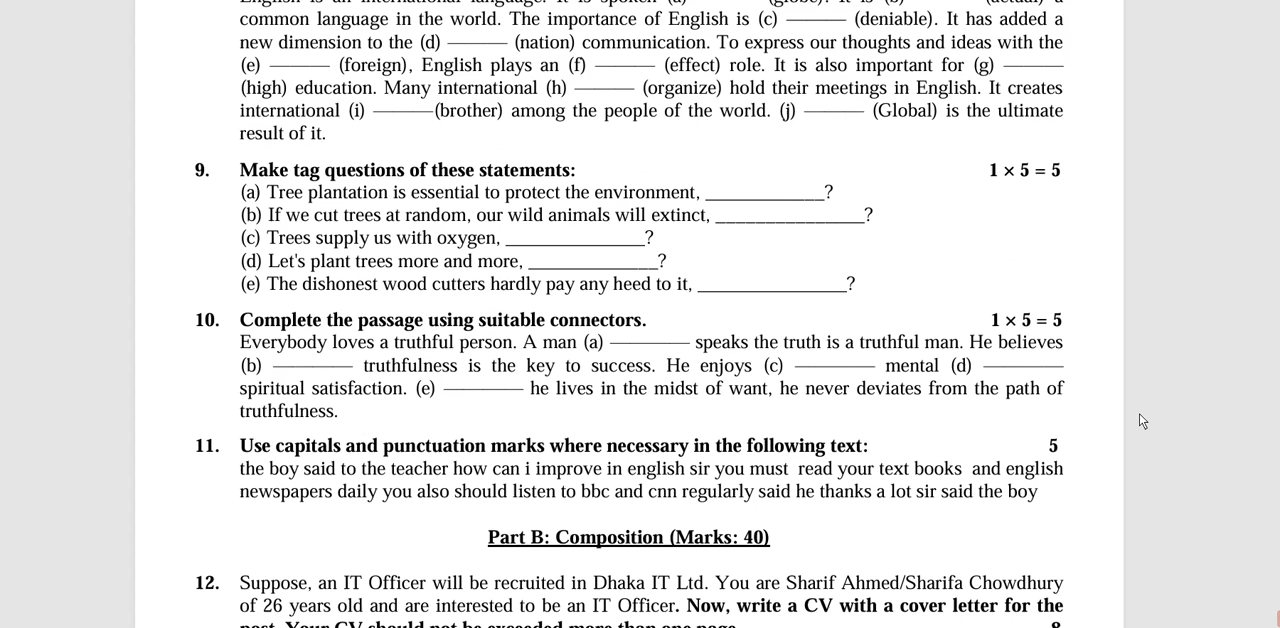 common language in the world. The importance of English is (c) ——— (deniable). It has added a
new dimension to the (d) ——— (nation) communication. To express our thoughts and ideas with the
(e) ——— (foreign), English plays an (f) ——— (effect) role. It is also important for (g) ———
(high) education. Many international (h) ——— (organize) hold their meetings in English. It creates
international (i) ———(brother) among the people of the world. (j) ——— (Global) is the ultimate
result of it.
9. Make tag questions of these statements: 1 × 5 = 5
(a) Tree plantation is essential to protect the environment, ____________?
(b) If we cut trees at random, our wild animals will extinct, _______________?
(c) Trees supply us with oxygen, ______________?
(d) Let's plant trees more and more, _____________?
(e) The dishonest wood cutters hardly pay any heed to it, _______________?
10. Complete the passage using suitable connectors. 1 × 5 = 5
Everybody loves a truthful person. A man (a) ———— speaks the truth is a truthful man. He believes
(b) ———— truthfulness is the key to success. He enjoys (c) ———— mental (d) ————
spiritual satisfaction. (e) ———— he lives in the midst of want, he never deviates from the path of
truthfulness.
11. Use capitals and punctuation marks where necessary in the following text: 5
the boy said to the teacher how can i improve in english sir you must read your text books and english
newspapers daily you also should listen to bbc and cnn regularly said he thanks a lot sir said the boy
Part B: Composition (Marks: 40)
12. Suppose, an IT Officer will be recruited in Dhaka IT Ltd. You are Sharif Ahmed/Sharifa Chowdhury
of 26 years old and are interested to be an IT Officer. Now, write a CV with a cover letter for the